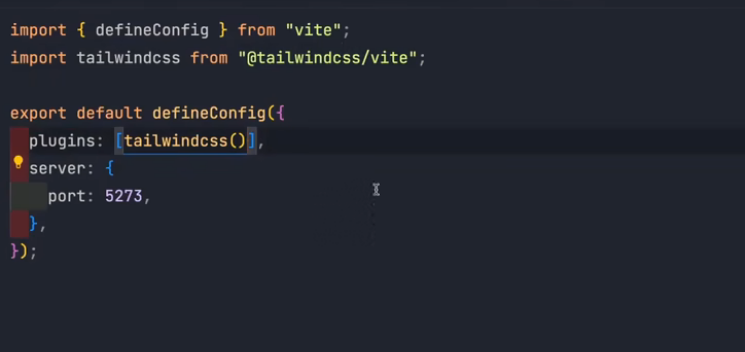 import { defineConfig } from "vite";
import tailwindcss from "@tailwindcss/vite";
export default defineConfig({
  plugins: [tailwindcss()],
  server: {
    port: 5273,
  },
});